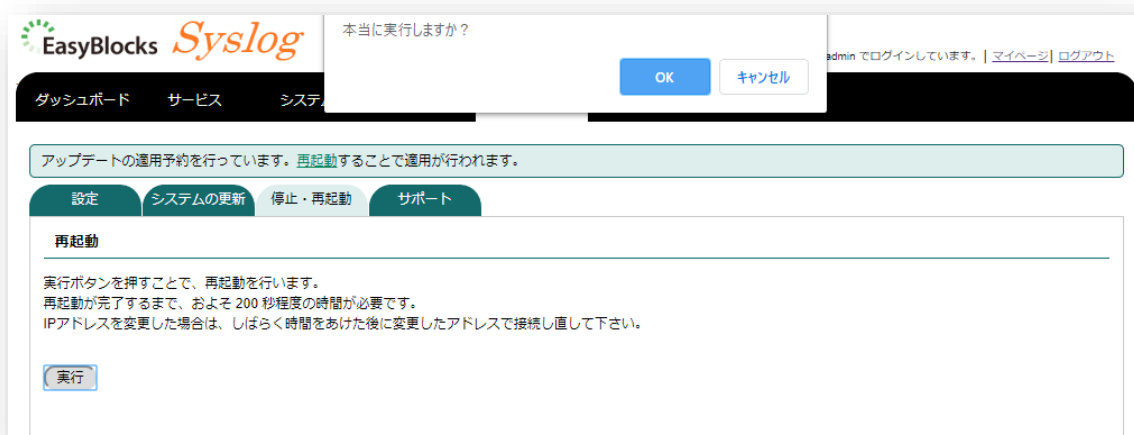 EasyBlocks Syslog
本当に実行しますか？
OK
キャンセル
admin でログインしています。| マイページ| ログアウト
ダッシュボード サービス システ
アップデートの適用予約を行っています。再起動することで適用が行われます。
設定 システムの更新 停止・再起動 サポート
再起動
実行ボタンを押すことで、再起動を行います。
再起動が完了するまで、およそ 200 秒程度の時間が必要です。
IPアドレスを変更した場合は、しばらく時間をあけた後に変更したアドレスで接続し直して下さい。
実行